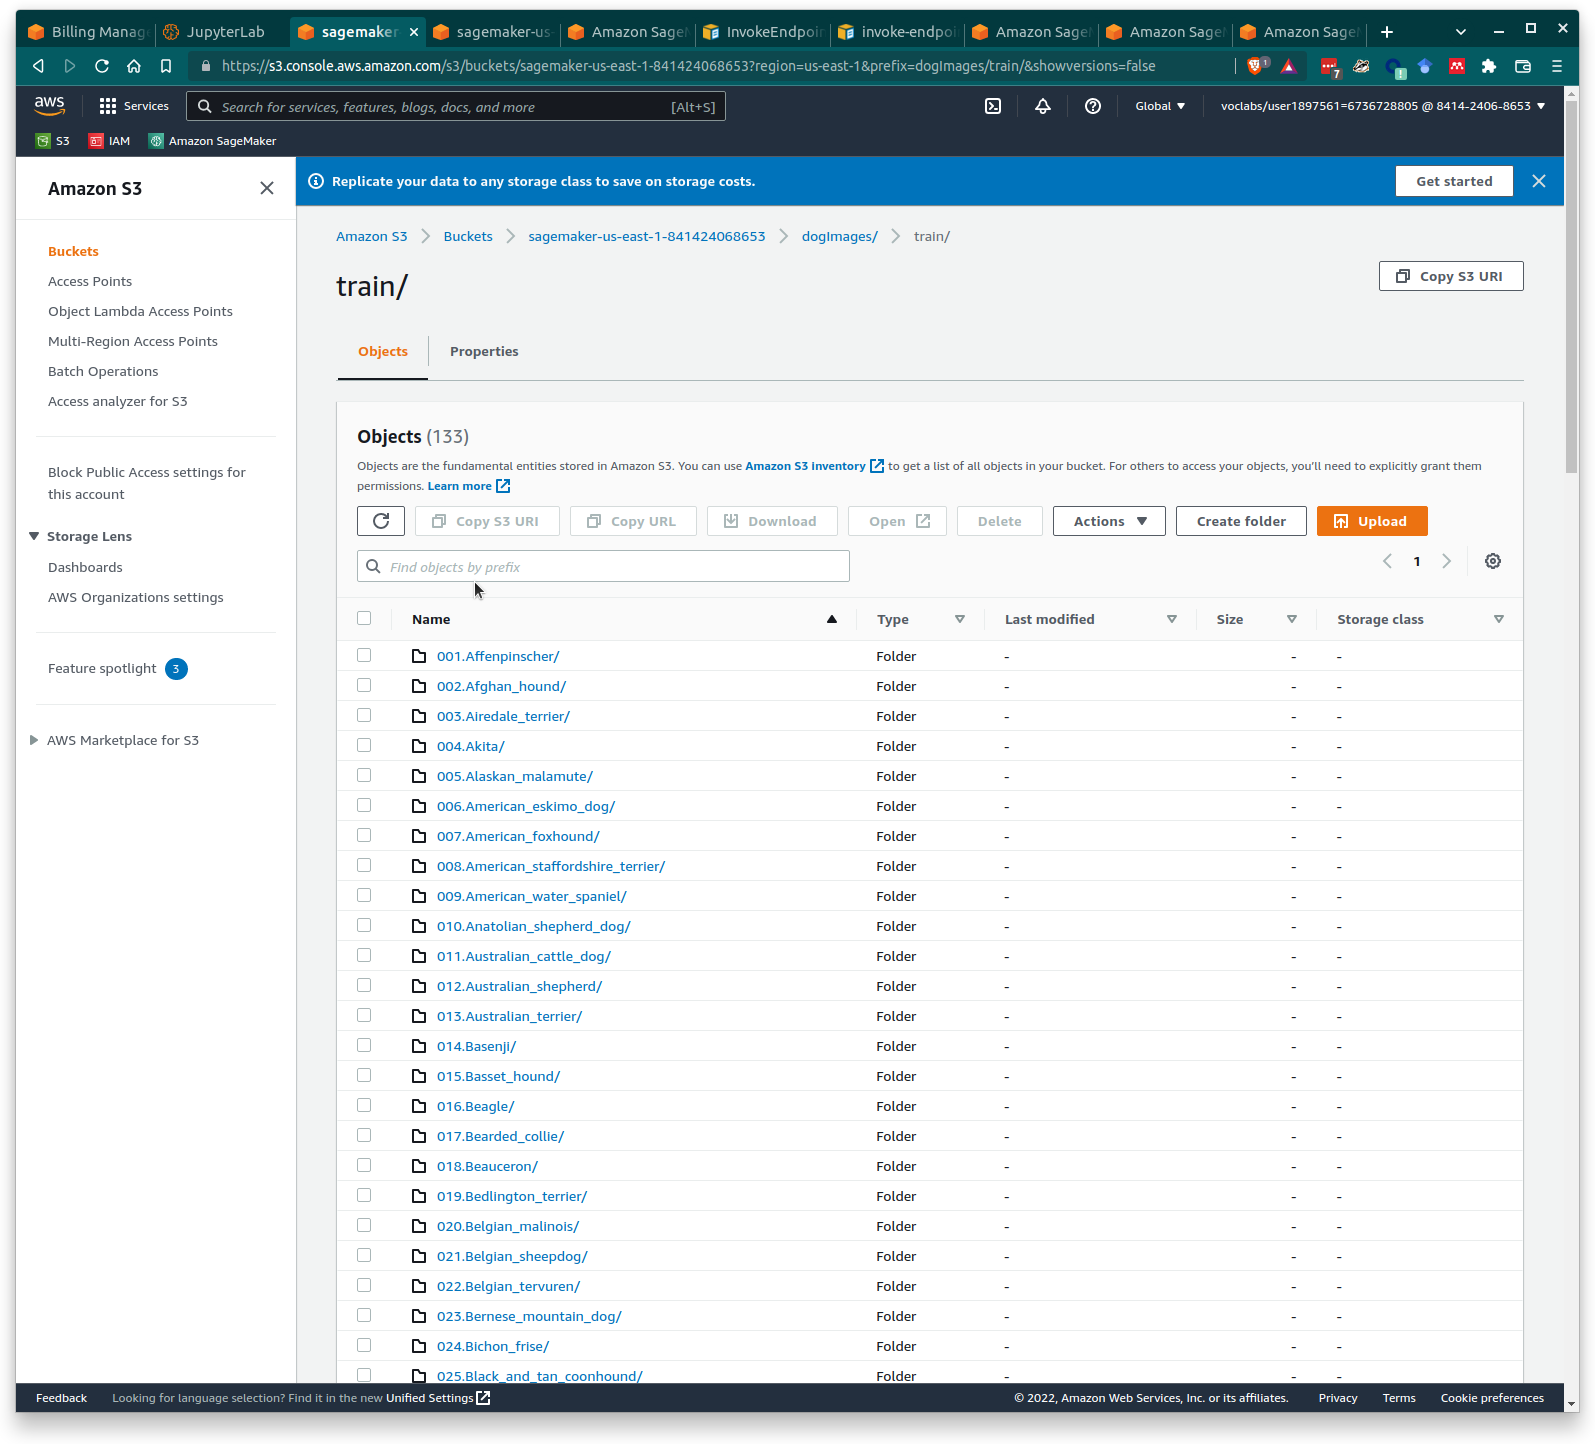 Billing Manag
JupyterLab
sagemaker
sagemaker-us-
Amazon Sage
InvokeEndpoin
invoke-endpoi
Amazon Sage
Amazon Sage
Amazon Sage
https://s3.console.aws.amazon.com/s3/buckets/sagemaker-us-east-1-841424068653?region=us-east-1&prefix=dogImages/train/&showversions=false
1
7
aws
Services
Search for services, features, blogs, docs, and more
[Alt+S]
Global
voclabs/user1897561=6736728805 @ 8414-2406-8653
S3
IAM
Amazon SageMaker
Amazon S3
Replicate your data to any storage class to save on storage costs.
Get started
Buckets
Access Points
Object Lambda Access Points
Multi-Region Access Points
Batch Operations
Access analyzer for S3
Block Public Access settings for
this account
Storage Lens
Dashboards
AWS Organizations settings
Feature spotlight 3
AWS Marketplace for S3
Amazon S3 > Buckets > sagemaker-us-east-1-841424068653 > dogImages/ > train/
train/
Copy S3 URI
Objects
Properties
Objects (133)
Objects are the fundamental entities stored in Amazon S3. You can use Amazon S3 inventory to get a list of all objects in your bucket. For others to access your objects, you'll need to explicitly grant them
permissions. Learn more
Copy S3 URI
Copy URL
Download
Open
Delete
Actions
Create folder
Upload
Find objects by prefix
1
Name Type Last modified Size Storage class
001.Affenpinscher/ Folder - - -
002.Afghan_hound/ Folder - - -
003.Airedale_terrier/ Folder - - -
004.Akita/ Folder - - -
005.Alaskan_malamute/ Folder - - -
006.American_eskimo_dog/ Folder - - -
007.American_foxhound/ Folder - - -
008.American_staffordshire_terrier/ Folder - - -
009.American_water_spaniel/ Folder - - -
010.Anatolian_shepherd_dog/ Folder - - -
011.Australian_cattle_dog/ Folder - - -
012.Australian_shepherd/ Folder - - -
013.Australian_terrier/ Folder - - -
014.Basenji/ Folder - - -
015.Basset_hound/ Folder - - -
016.Beagle/ Folder - - -
017.Bearded_collie/ Folder - - -
018.Beauceron/ Folder - - -
019.Bedlington_terrier/ Folder - - -
020.Belgian_malinois/ Folder - - -
021.Belgian_sheepdog/ Folder - - -
022.Belgian_tervuren/ Folder - - -
023.Bernese_mountain_dog/ Folder - - -
024.Bichon_frise/ Folder - - -
025.Black_and_tan_coonhound/ Folder - - -
Feedback
Looking for language selection? Find it in the new Unified Settings
© 2022, Amazon Web Services, Inc. or its affiliates.
Privacy
Terms
Cookie preferences